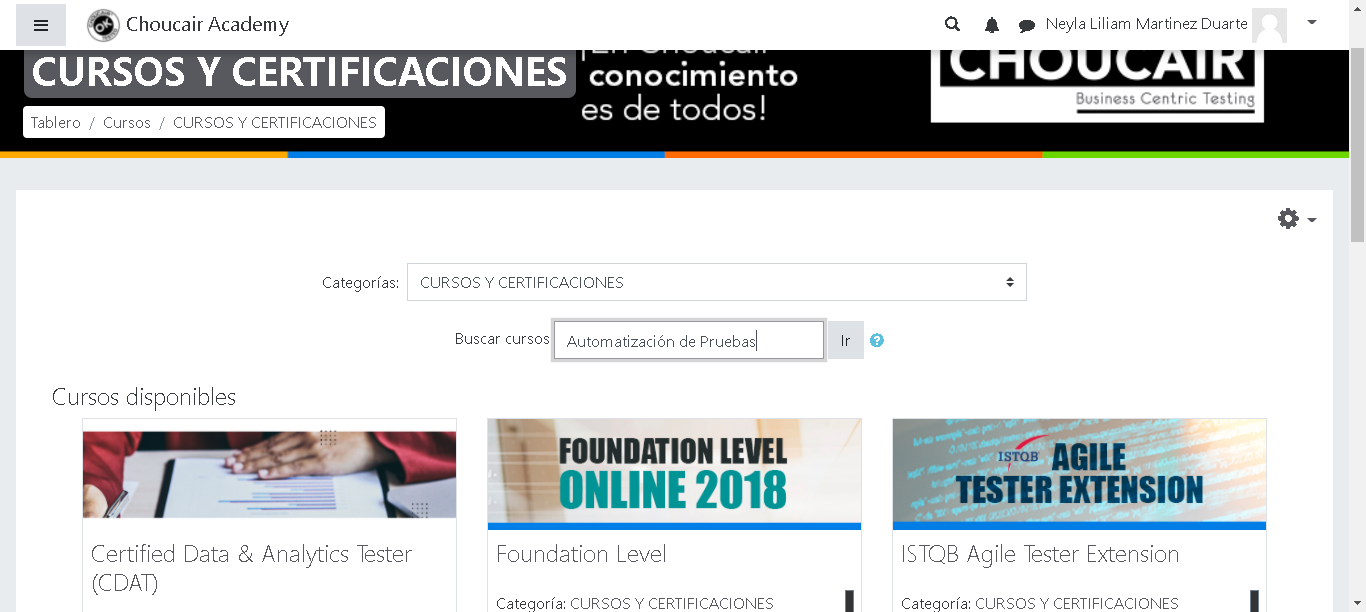 Choucair Academy
Neyla Liliam Martinez Duarte
¡En Choucair
CURSOS Y CERTIFICACIONES
conocimiento
es de todos!
CHOUCAIR
Business Centric Testing
Tablero / Cursos / CURSOS Y CERTIFICACIONES
Categorías: CURSOS Y CERTIFICACIONES
Buscar cursos Automatización de Pruebas Ir ?
Cursos disponibles
FOUNDATION LEVEL
ONLINE 2018
ISTQB AGILE
TESTER EXTENSION
Certified Data & Analytics Tester
(CDAT)
Foundation Level
ISTQB Agile Tester Extension
Categoría: CURSOS Y CERTIFICACIONES
Categoría: CURSOS Y CERTIFICACIONES